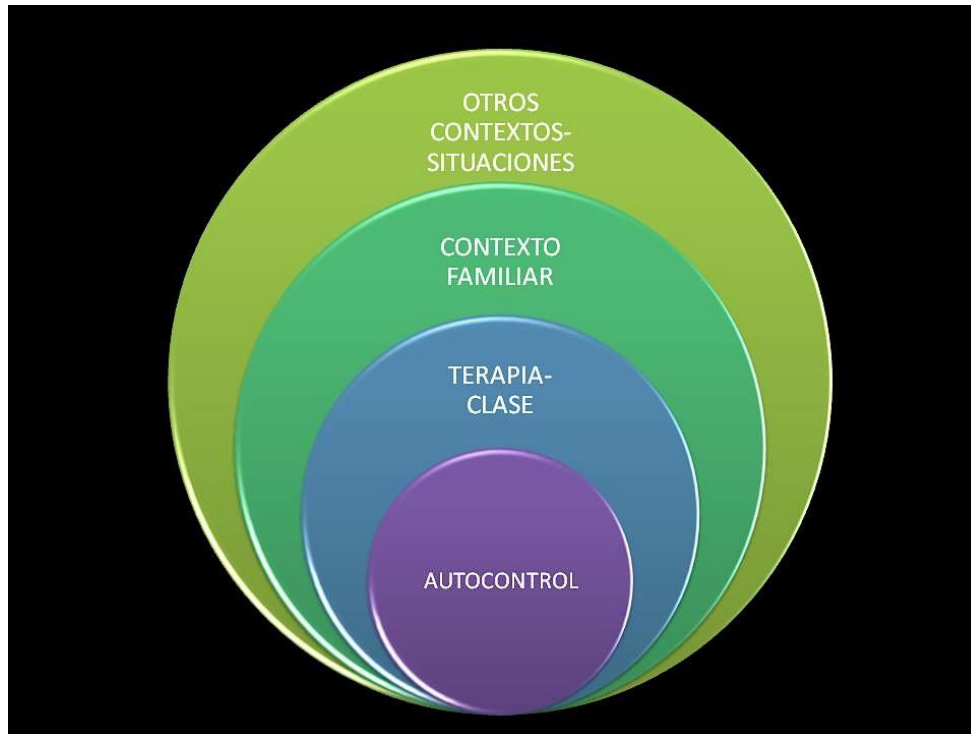 OTROS
CONTEXTOS-
SITUACIONES
CONTEXTO
FAMILIAR
TERAPIA-
CLASE
AUTOCONTROL